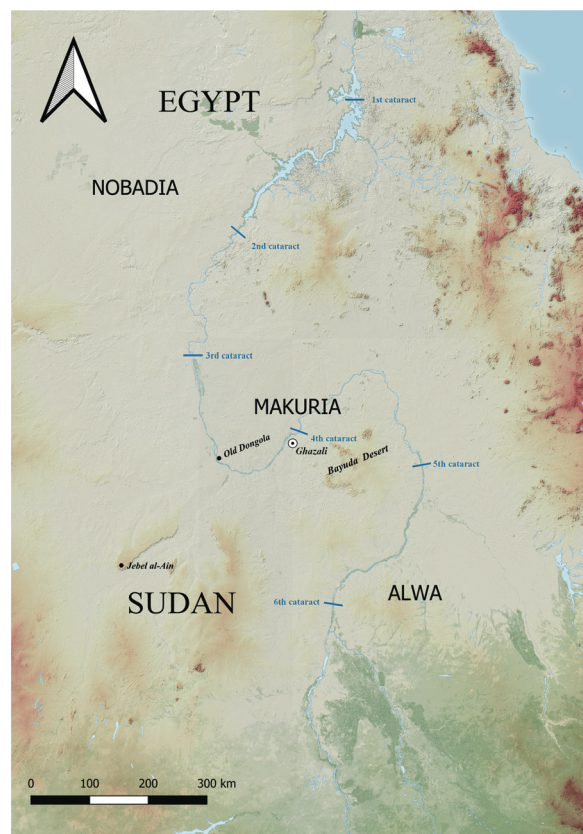 1st cataract
EGYPT
NOBADIA
2nd cataract
3rd cataract
MAKURIA
4th cataract
Old Dongola
Ghazali
Bayuda Desert
5th cataract
Jebel al-Ain
SUDAN
6th cataract
ALWA
0 100 200 300 km